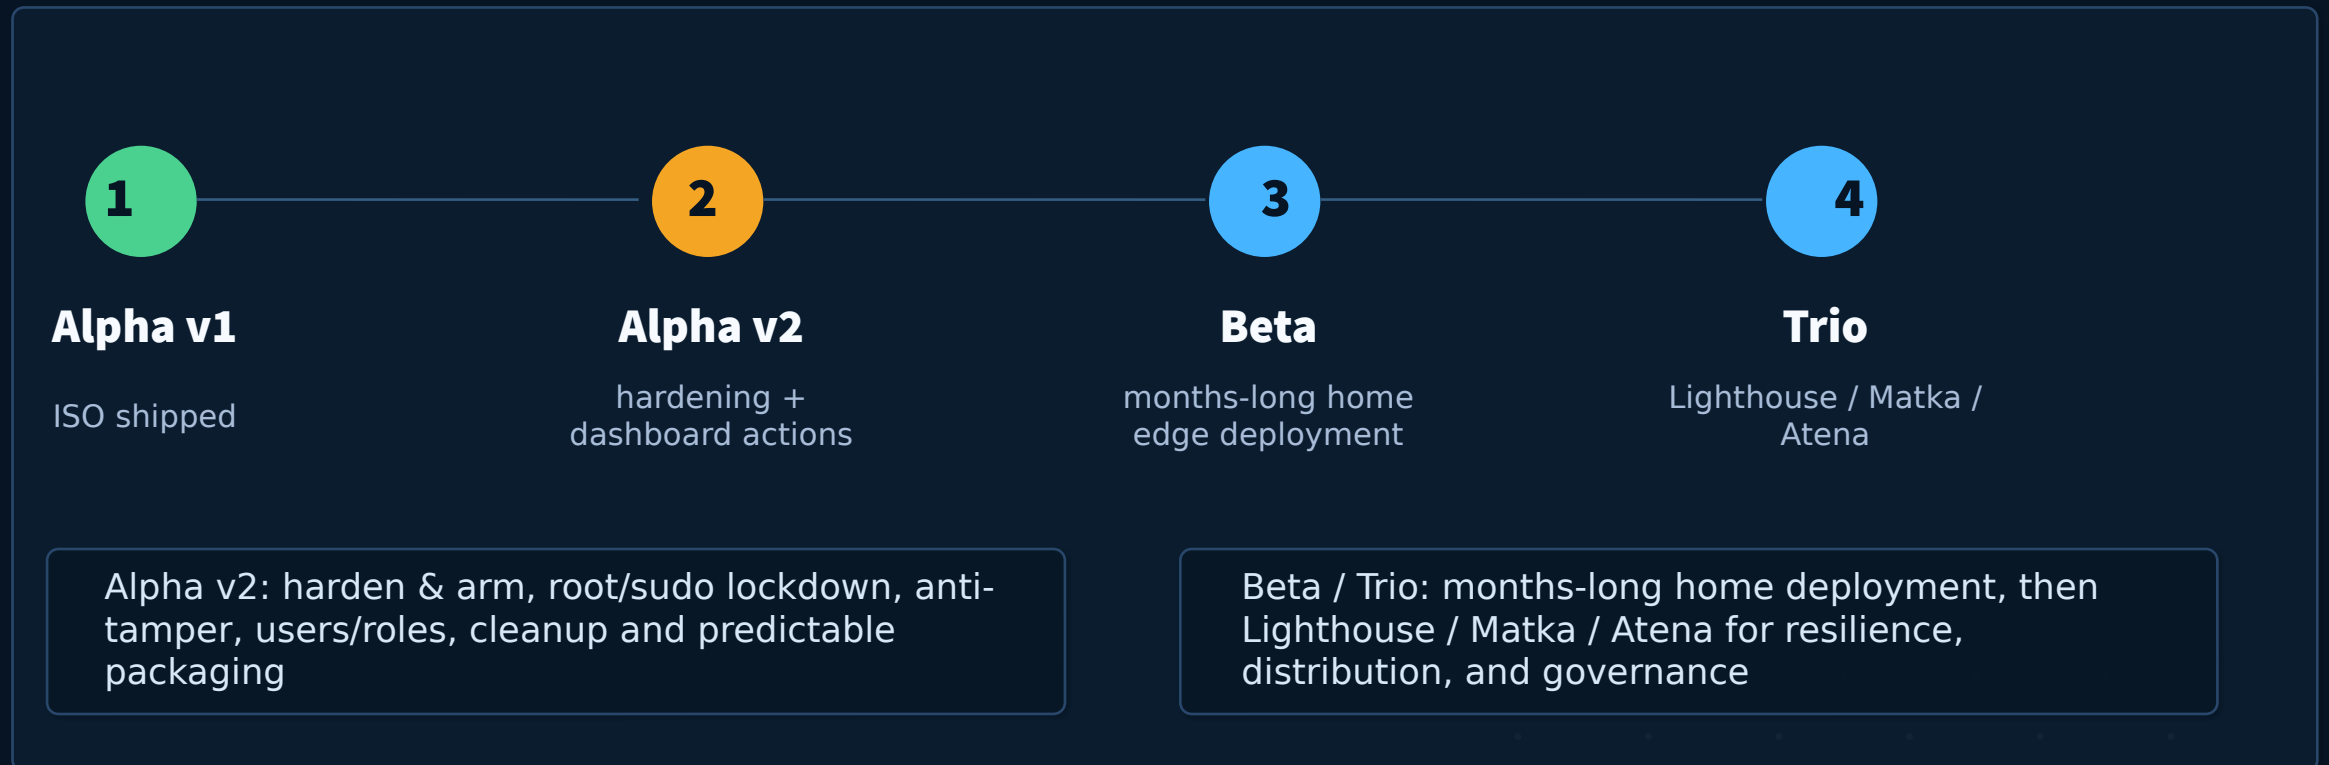 1
2
3
4
Alpha v1
Alpha v2
Beta
Trio
ISO shipped
hardening +
dashboard actions
months-long home
edge deployment
Lighthouse / Matka /
Atena
Alpha v2: harden & arm, root/sudo lockdown, anti-
tamper, users/roles, cleanup and predictable
packaging
Beta / Trio: months-long home deployment, then
Lighthouse / Matka / Atena for resilience,
distribution, and governance